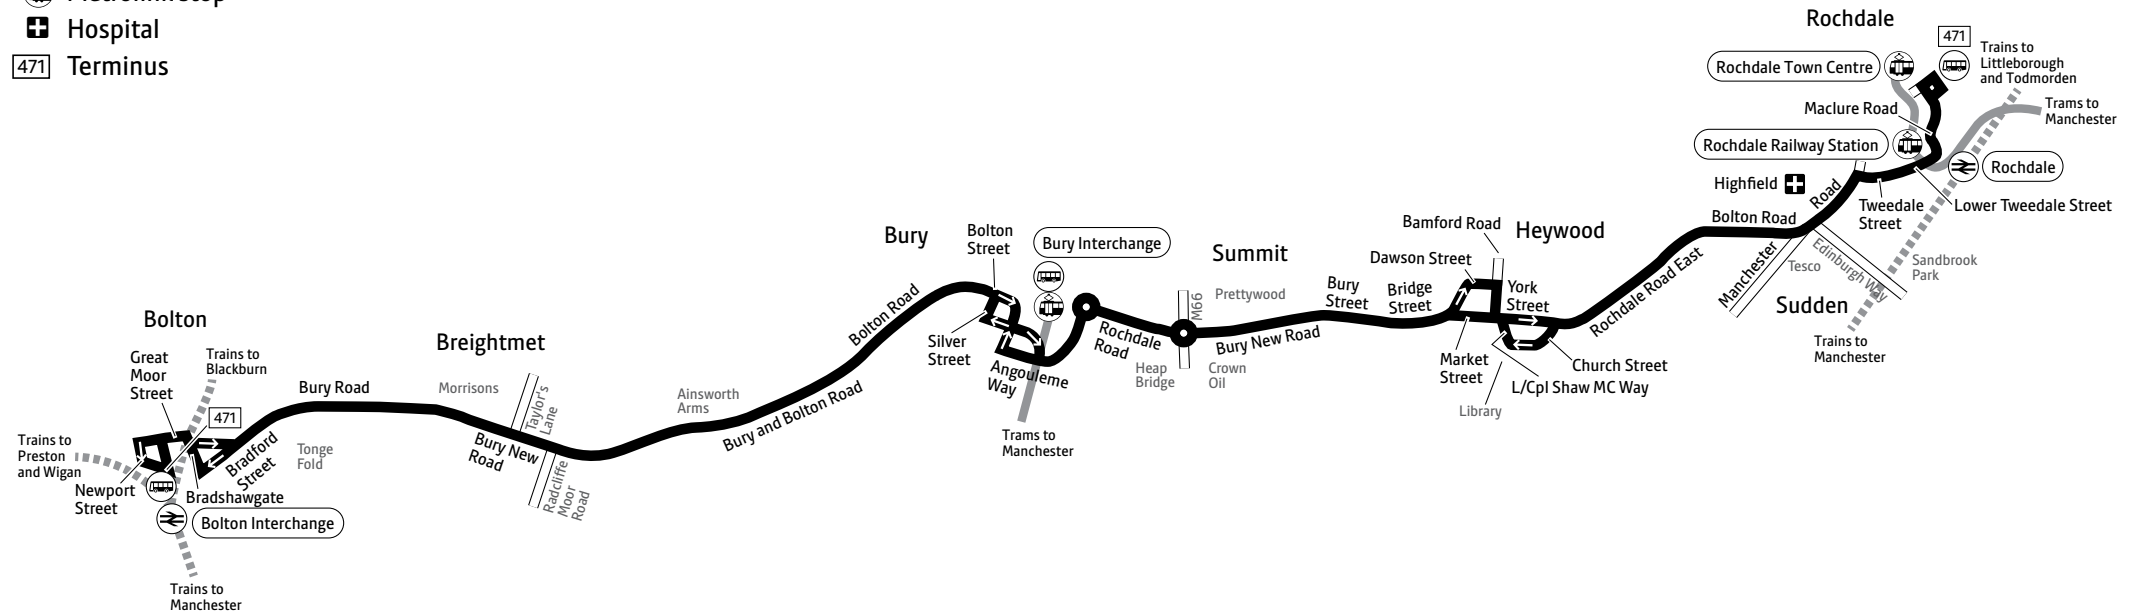 Metrolink stop
Hospital
471 Terminus
Rochdale
471
Trains to
Littleborough
and Todmorden
Rochdale Town Centre
Maclure Road
Trams to
Manchester
Rochdale Railway Station
Rochdale
Highfield
Road
Tweedale
Street
Lower Tweedale Street
Bolton Road
Manchester
Tesco
Edinburgh Way
Sandbrook
Park
Sudden
Trains to
Manchester
Bamford Road
Heywood
Dawson Street
York
Street
Bridge
Street
Bury
Street
Rochdale Road East
Market
Street
Church Street
L/Cpl Shaw MC Way
Library
Summit
Prettywood
M66
Bury New Road
Crown
Oil
Heap
Bridge
Rochdale
Road
Bury
Bolton
Street
Bury Interchange
Silver
Street
Angouleme
Way
Trams to
Manchester
Bolton Road
Bury and Bolton Road
Ainsworth
Arms
Breightmet
Morrisons
Taylor's
Lane
Bury New
Road
Radcliffe
Moor
Road
Bolton
Great
Moor
Street
Trains to
Blackburn
Bury Road
471
Bradford
Street
Tonge
Fold
Trains to
Preston
and Wigan
Newport
Street
Bradshawgate
Bolton Interchange
Trains to
Manchester